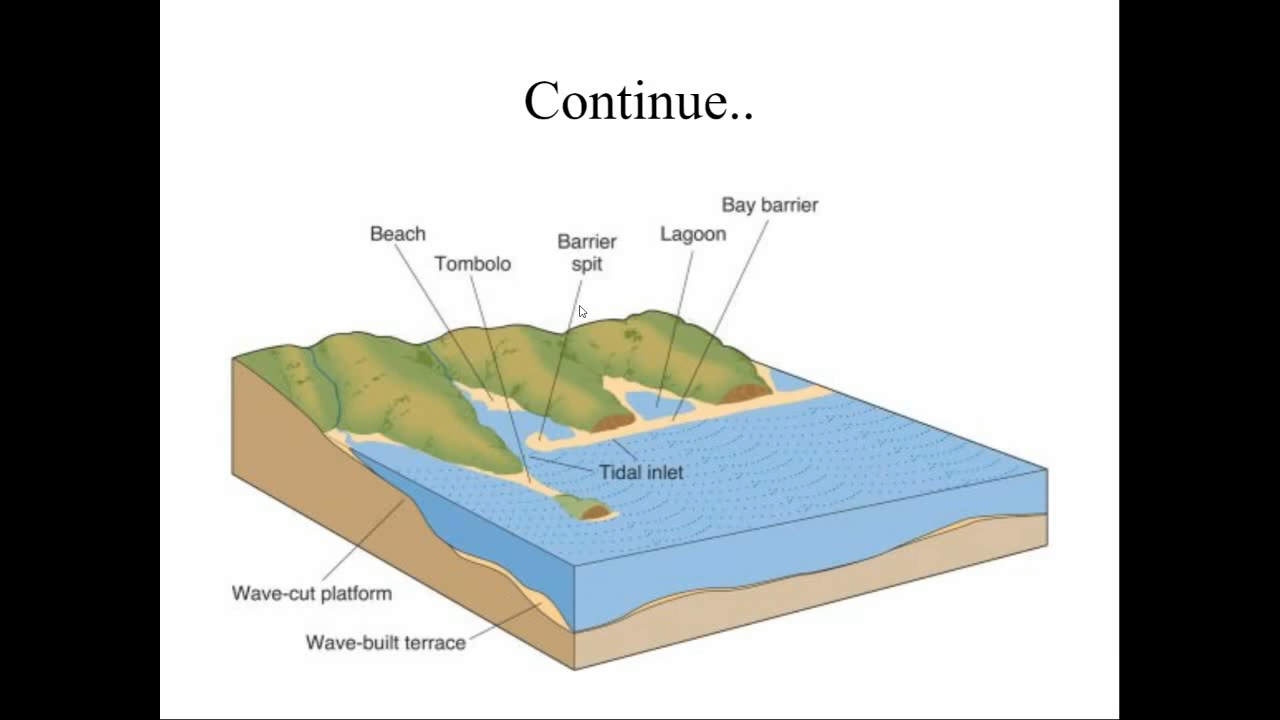 Continue..
Bay barrier
Beach
Barrier
spit
Lagoon
Tombolo
Tidal inlet
Wave-cut platform
Wave-built terrace